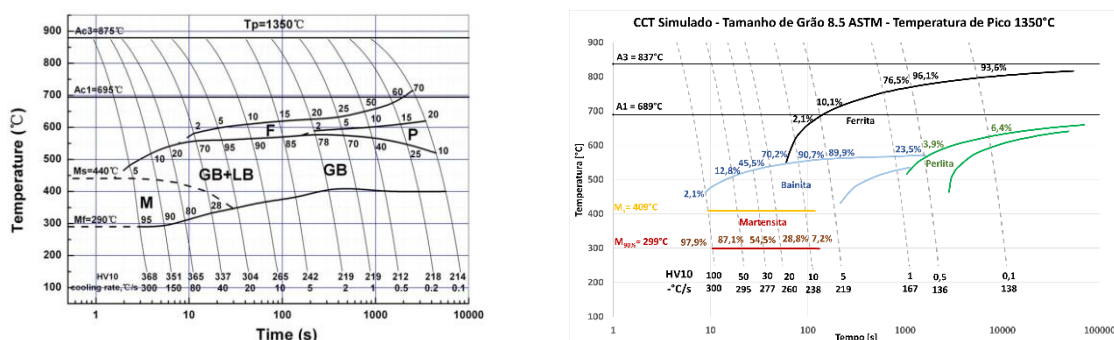 Tp=1350℃
Ac3=875℃
Ac1=695℃
Ms=440℃
Mf=290℃
900
800
700
600
500
400
300
200
100
Temperature (℃)
2 5 10 15 20 25 50 60 70
F
2 5 10 15 20
P
5 10 20 70 95 90 85 78 70 40 25 10
GB+LB
GB
M
95 90 80 28
HV10 368 351 365 337 304 265 242 219 219 212 218 214
cooling rate,℃/s 300 150 80 40 20 10 5 2 1 0.5 0.2 0.1
1 10 100 1000 10000
Time (s)
CCT Simulado - Tamanho de Grão 8.5 ASTM - Temperatura de Pico 1350°C
900
800
700
600
500
400
300
200
100
Temperatura [°C]
A3 = 837°C
A1 = 689°C
2,1% 10,1% 76,5% 96,1% 93,6%
Ferrita
2,1% 12,8% 45,5% 70,2% 90,7% 89,9% 23,5%
Bainita
3,9% 6,4%
Perlita
Ms= 409°C
Martensita
M90%= 299°C
97,9% 87,1% 54,5% 28,8% 7,2%
HV10 100 50 30 20 10 5 1 0,5 0,1
-°C/s 300 295 277 260 238 219 167 136 138
1 10 100 1000 10000 100000
Tempo [s]